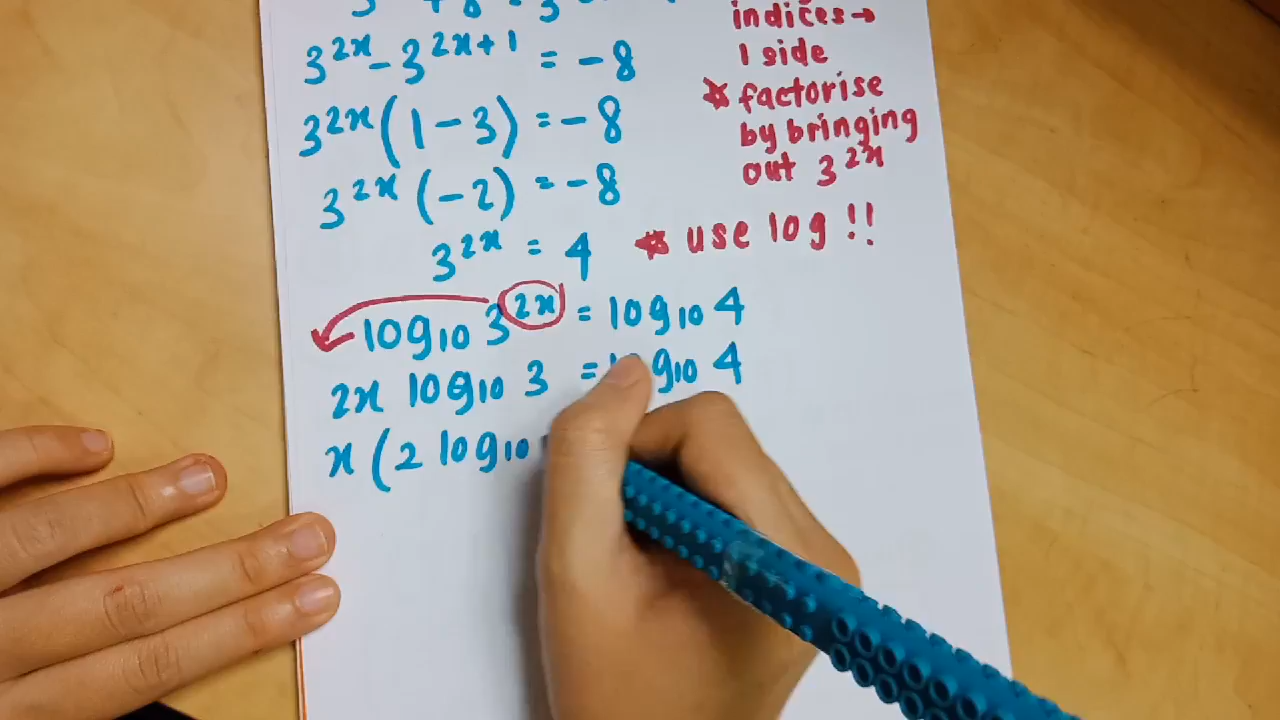 3^{2x} - 3^{2x+1} = -8
3^{2x}(1-3) = -8
3^{2x}(-2) = -8
3^{2x} = 4
log₁₀ 3^{2x} = log₁₀ 4
2x log₁₀ 3 = log₁₀ 4
x(2 log₁₀
indices →
1 side
* factorise
by bringing
out 3^{2x}
* use log !!